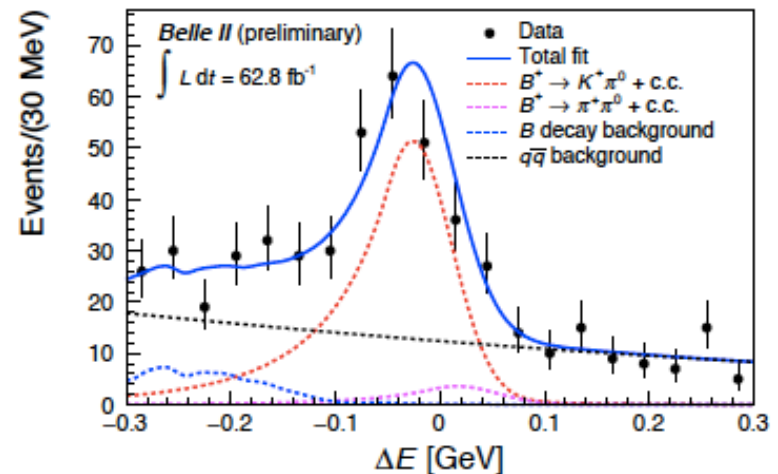 Events/(30 MeV)
70
60
50
40
30
20
10
0
Belle II (preliminary)
∫ L dt = 62.8 fb⁻¹
Data
Total fit
B⁺ → K⁺π⁰ + c.c.
B⁺ → π⁺π⁰ + c.c.
B decay background
qq̅ background
−0.3 −0.2 −0.1 0 0.1 0.2 0.3
ΔE [GeV]